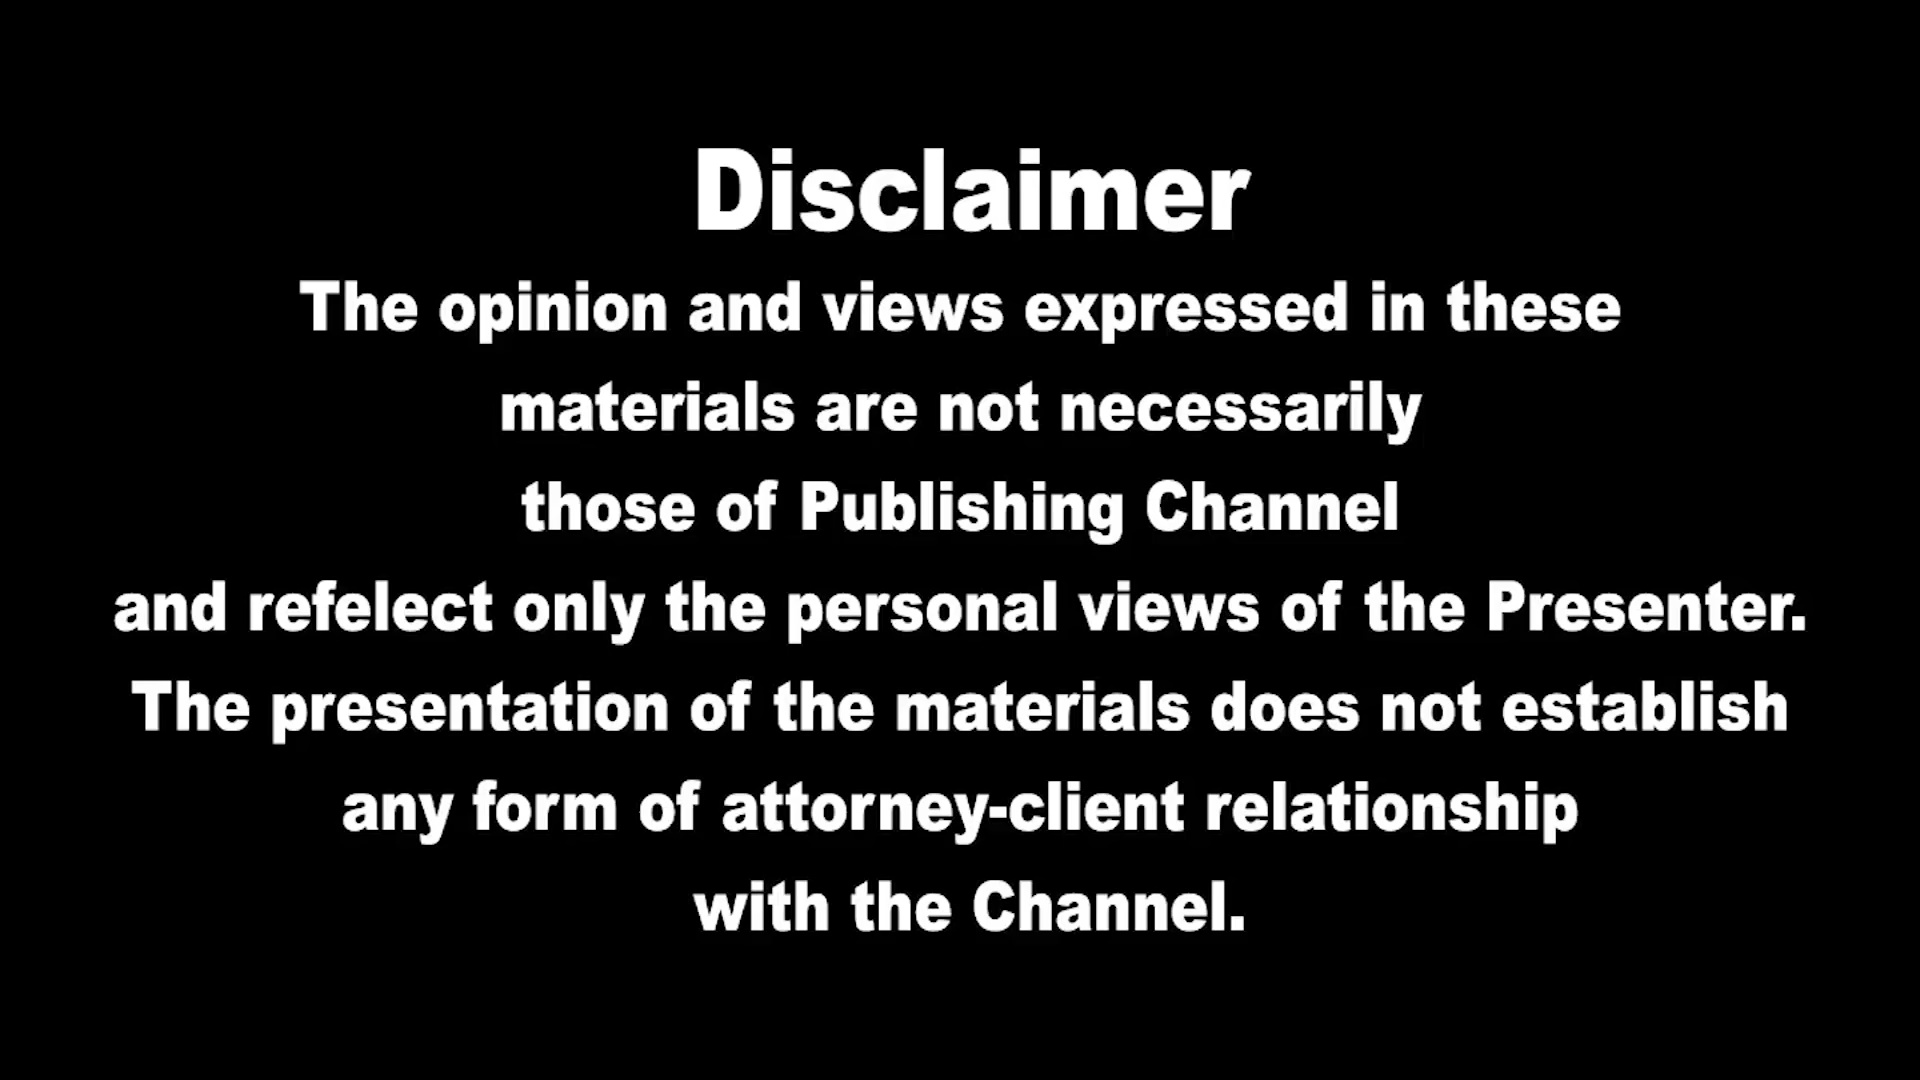 Disclaimer
The opinion and views expressed in these
materials are not necessarily
those of Publishing Channel
and refelect only the personal views of the Presenter.
The presentation of the materials does not establish
any form of attorney-client relationship
with the Channel.